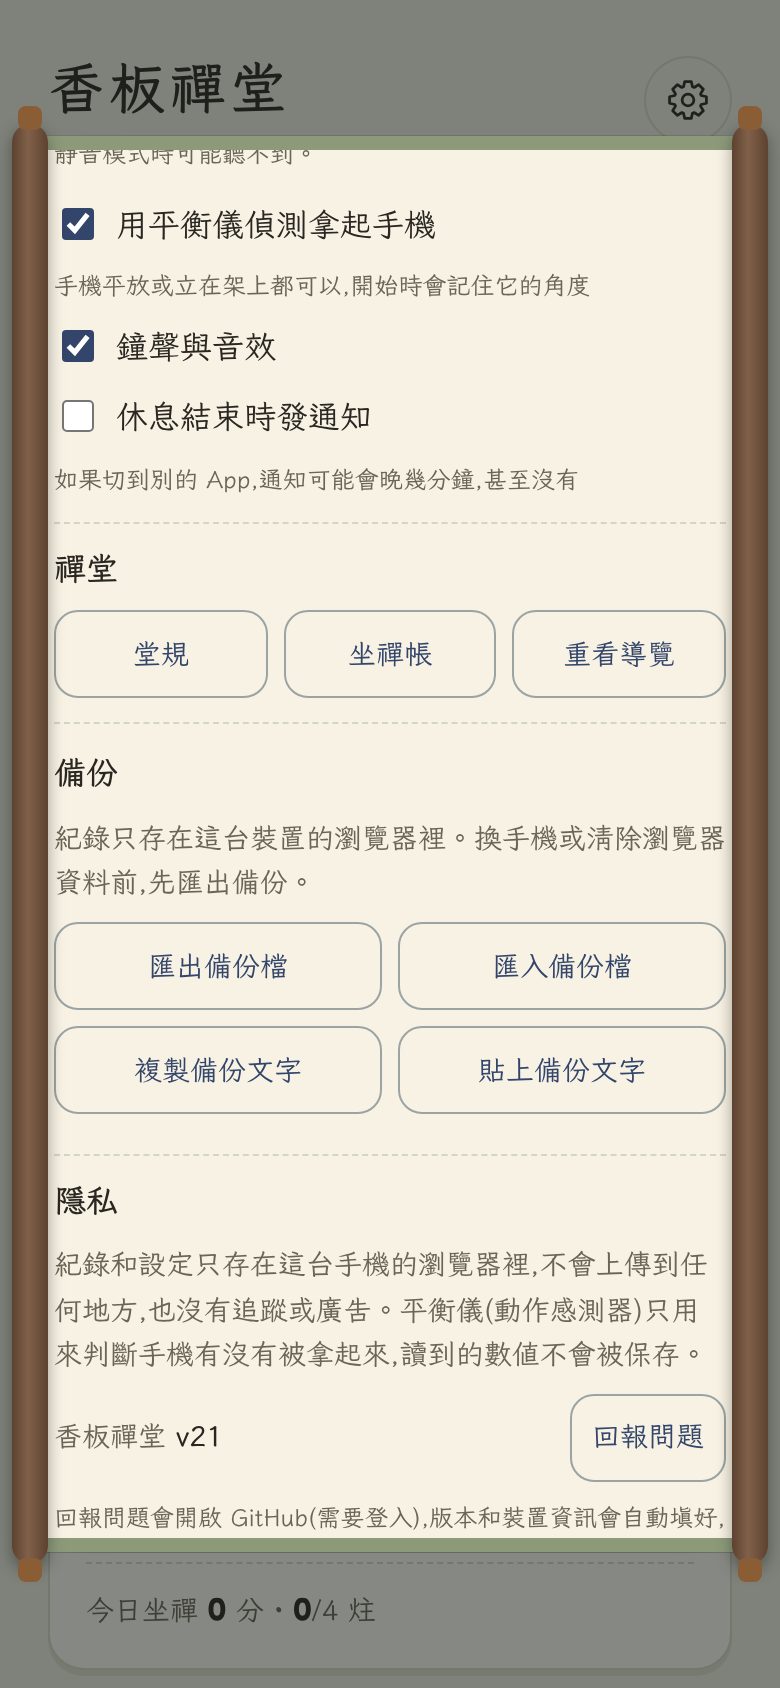 香板禪堂
靜音模式時可能聽不到。
用平衡儀偵測拿起手機
手機平放或立在架上都可以,開始時會記住它的角度
鐘聲與音效
休息結束時發通知
如果切到別的 App,通知可能會晚幾分鐘,甚至沒有
禪堂
堂規
坐禪帳
重看導覽
備份
紀錄只存在這台裝置的瀏覽器裡。換手機或清除瀏覽器
資料前,先匯出備份。
匯出備份檔
匯入備份檔
複製備份文字
貼上備份文字
隱私
紀錄和設定只存在這台手機的瀏覽器裡,不會上傳到任
何地方,也沒有追蹤或廣告。平衡儀(動作感測器)只用
來判斷手機有沒有被拿起來,讀到的數值不會被保存。
香板禪堂 v21
回報問題
回報問題會開啟 GitHub(需要登入),版本和裝置資訊會自動填好,
今日坐禪 0 分・0/4 炷